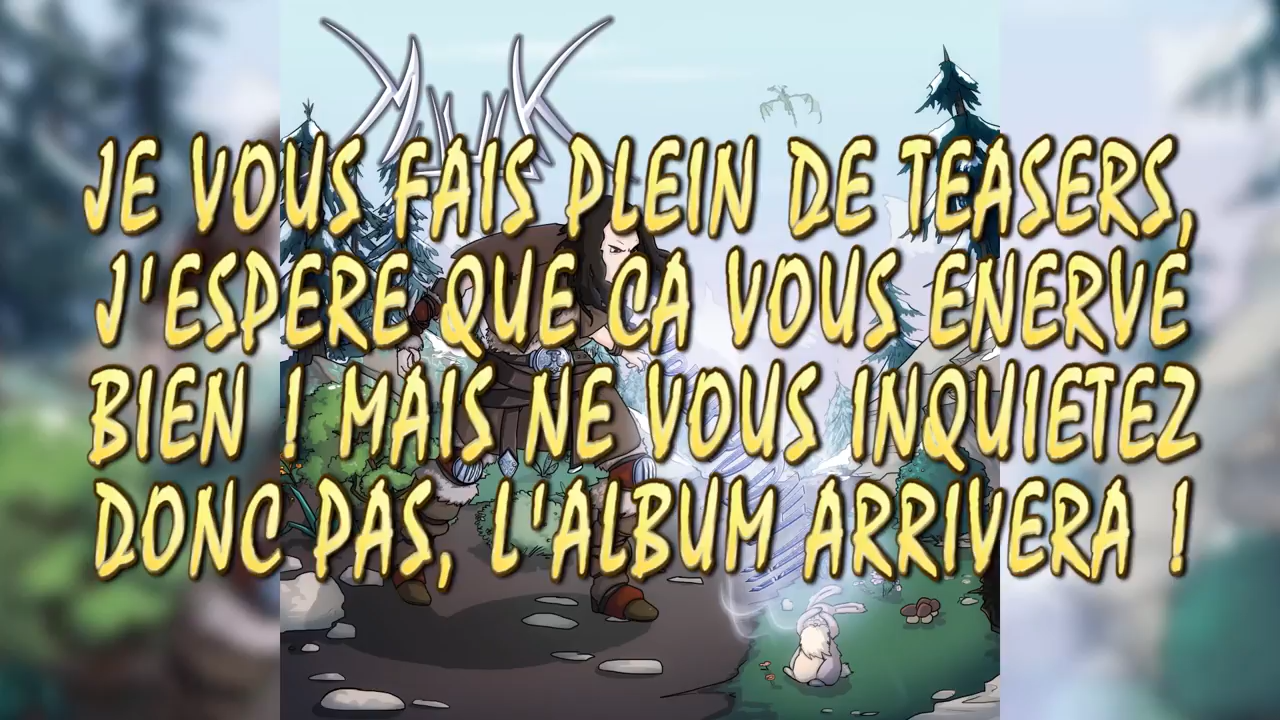 MUK
JE VOUS FAIS PLEIN DE TEASERS,
J'ESPERE QUE CA VOUS ENERVE
BIEN ! MAIS NE VOUS INQUIETEZ
DONC PAS, L'ALBUM ARRIVERA !